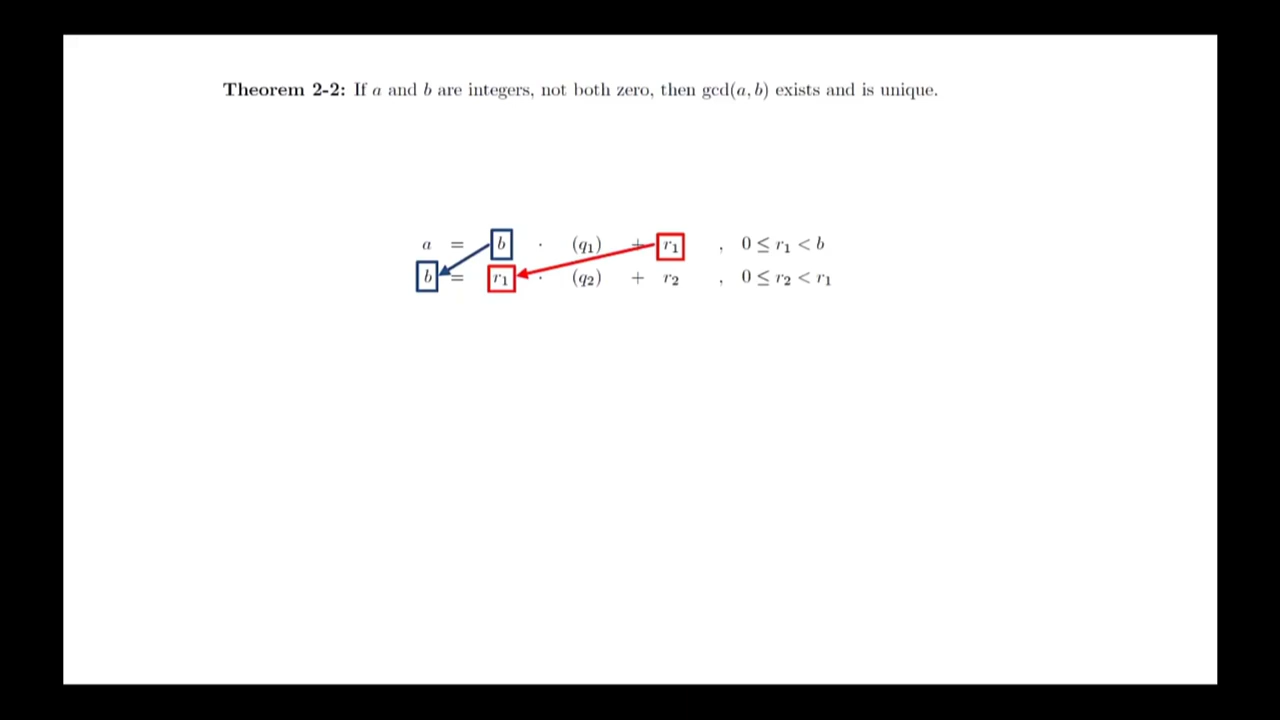 Theorem 2-2: If a and b are integers, not both zero, then gcd(a, b) exists and is unique.
a = b · (q₁) + r₁ , 0 ≤ r₁ < b
b = r₁ · (q₂) + r₂ , 0 ≤ r₂ < r₁